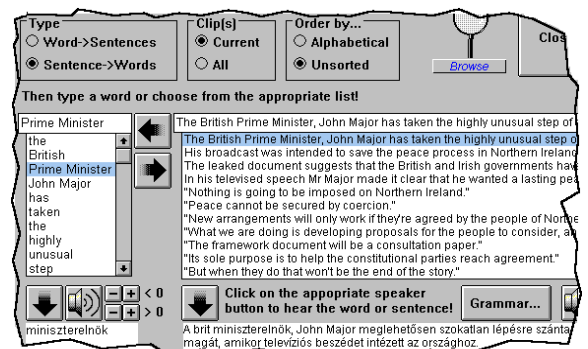 Type
Word->Sentences
Sentence->Words
Clip(s)
Current
All
Order by...
Alphabetical
Unsorted
Browse
Clos
Then type a word or choose from the appropriate list!
Prime Minister
The British Prime Minister, John Major has taken the highly unusual step of
the
British
Prime Minister
John Major
has
taken
the
highly
unusual
step
The British Prime Minister, John Major has taken the highly unusual step o
His broadcast was intended to save the peace process in Northern Ireland
The leaked document suggests that the British and Irish governments hav
In his televised speech Mr Major made it clear that he wanted a lasting pea
"Nothing is going to be imposed on Northern Ireland."
"Peace cannot be secured by coercion."
"New arrangements will only work if they're agreed by the people of Northe
"What we are doing is developing proposals for the people to consider, an
"The framework document will be a consultation paper."
"Its sole purpose is to help the constitutional parties reach agreement."
"But when they do that won't be the end of the story."
- + < 0
- + > 0
Click on the appopriate speaker
button to hear the word or sentence!
Grammar...
miniszterelnök
A brit miniszterelnök, John Major meglehetősen szokatlan lépésre szánta
magát, amikor televíziós beszédet intézett az országhoz.